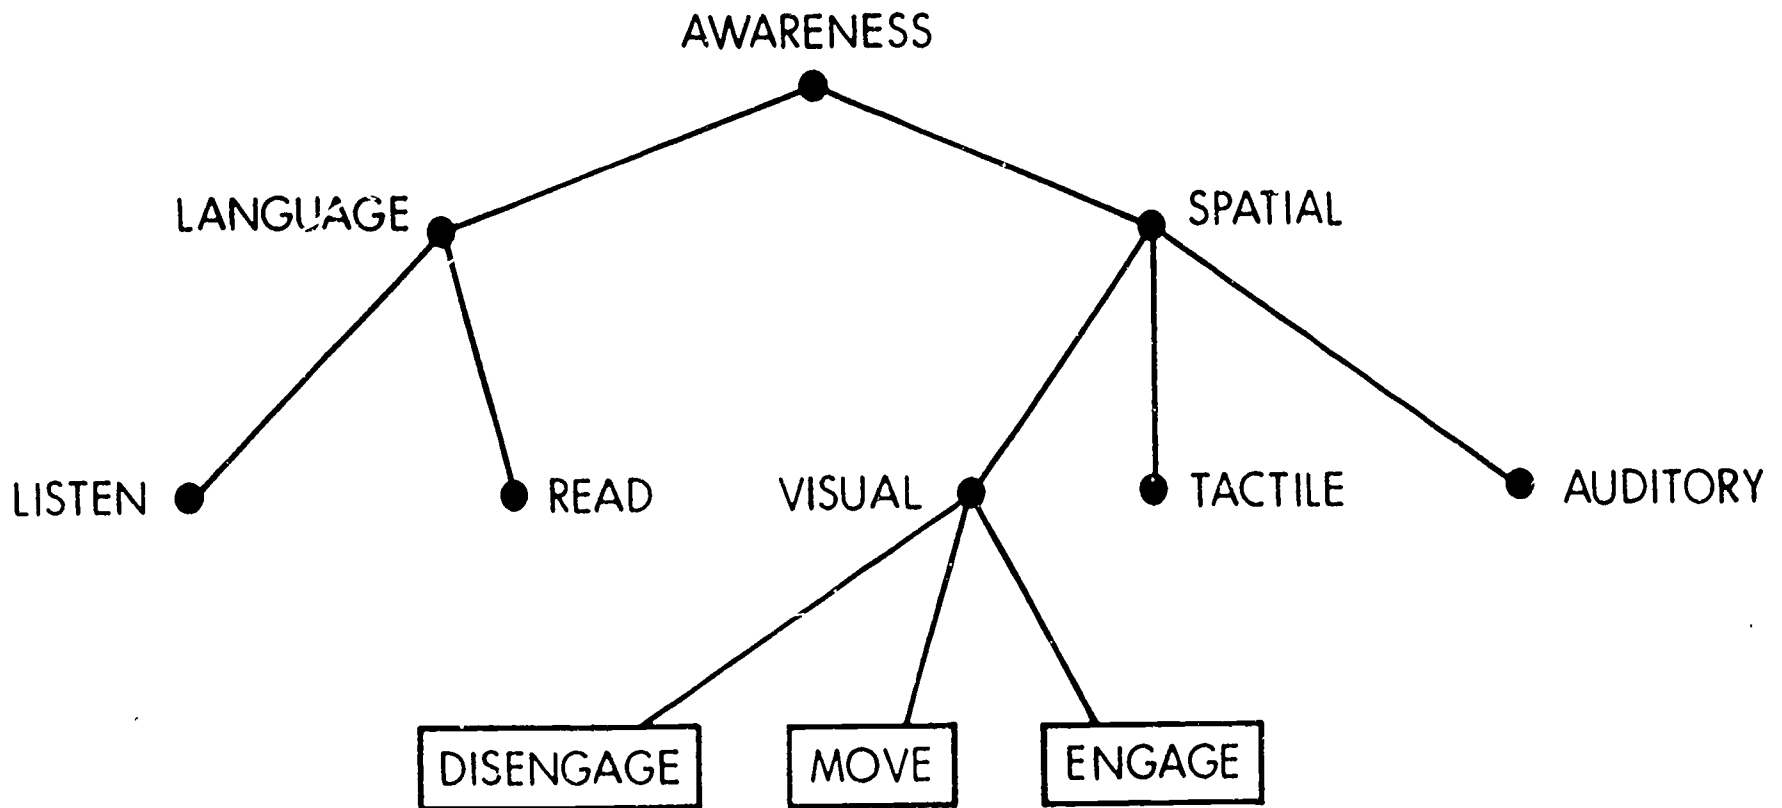 AWARENESS
LANGUAGE
SPATIAL
LISTEN
READ
VISUAL
TACTILE
AUDITORY
DISENGAGE
MOVE
ENGAGE